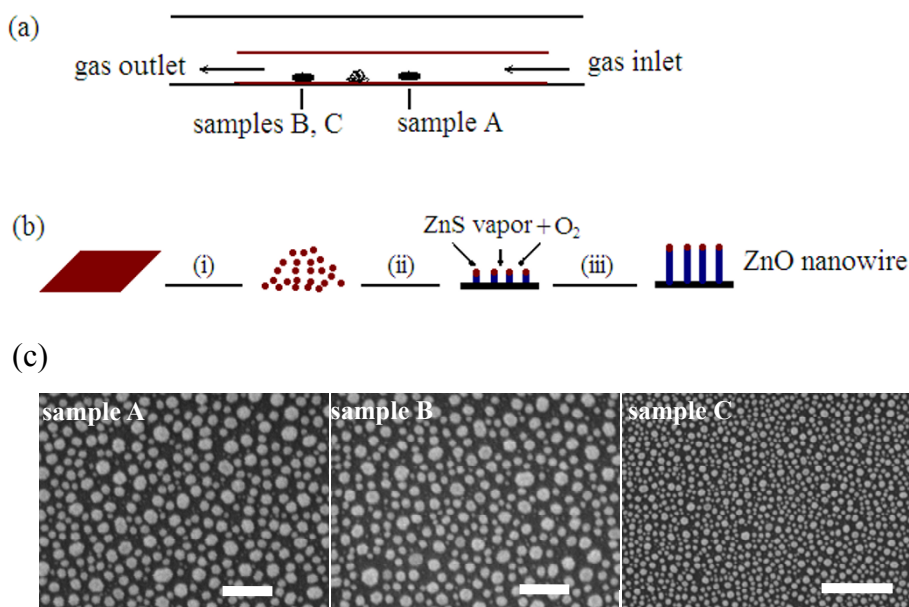 (a)
gas outlet
gas inlet
samples B, C
sample A
(b)
ZnS vapor + O₂
(i)
(ii)
(iii)
ZnO nanowire
(c)
sample A
sample B
sample C